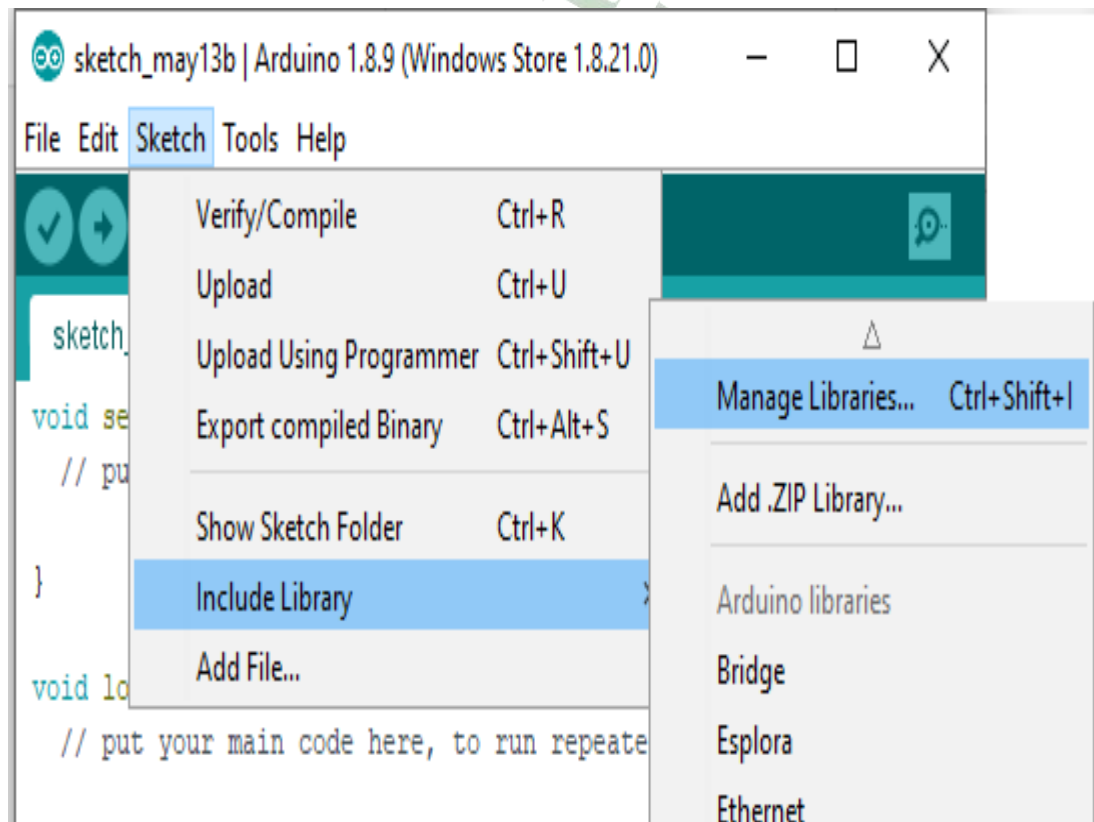 sketch_may13b | Arduino 1.8.9 (Windows Store 1.8.21.0)
File Edit Sketch Tools Help
Verify/Compile Ctrl+R
Upload Ctrl+U
Upload Using Programmer Ctrl+Shift+U
Export compiled Binary Ctrl+Alt+S
Show Sketch Folder Ctrl+K
Include Library
Add File...
Manage Libraries... Ctrl+Shift+I
Add .ZIP Library...
Arduino libraries
Bridge
Esplora
Ethernet
sketch_
void se
// pu
}
void lo
// put your main code here, to run repeate